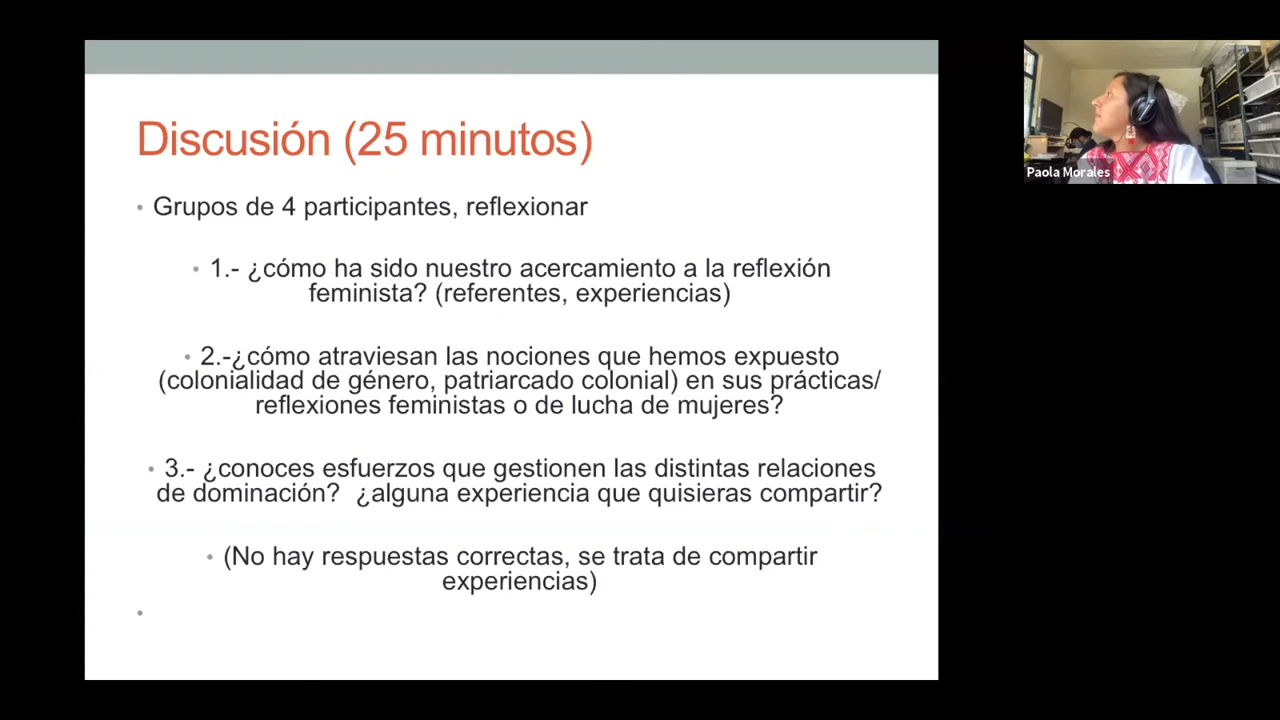 Discusión (25 minutos)
• Grupos de 4 participantes, reflexionar
• 1.- ¿cómo ha sido nuestro acercamiento a la reflexión
feminista? (referentes, experiencias)
• 2.-¿cómo atraviesan las nociones que hemos expuesto
(colonialidad de género, patriarcado colonial) en sus prácticas/
reflexiones feministas o de lucha de mujeres?
• 3.- ¿conoces esfuerzos que gestionen las distintas relaciones
de dominación?  ¿alguna experiencia que quisieras compartir?
• (No hay respuestas correctas, se trata de compartir
experiencias)
•
Paola Morales